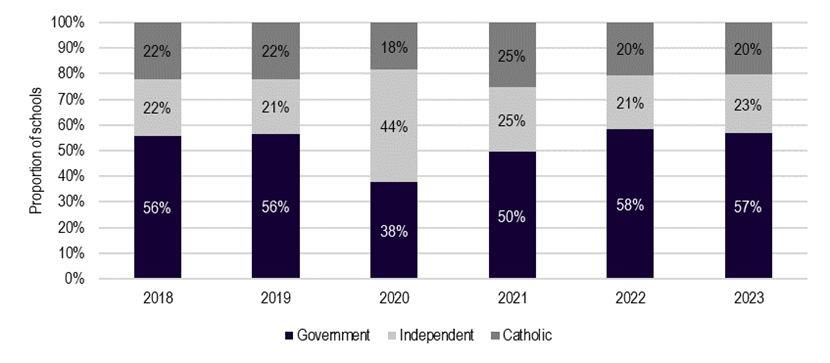 100%
90%
80%
70%
60%
50%
40%
30%
20%
10%
0%
Proportion of schools
22% 22% 18% 25% 20% 20%
22% 21% 44% 25% 21% 23%
56% 56% 38% 50% 58% 57%
2018 2019 2020 2021 2022 2023
Government Independent Catholic